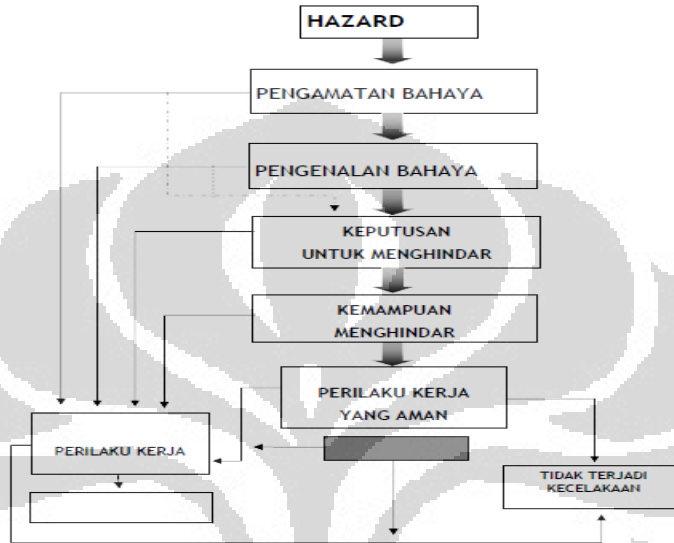 HAZARD
PENGAMATAN BAHAYA
PENGENALAN BAHAYA
KEPUTUSAN
UNTUK MENGHINDAR
KEMAMPUAN
MENGHINDAR
PERILAKU KERJA
YANG AMAN
PERILAKU KERJA
TIDAK TERJADI
KECELAKAAN